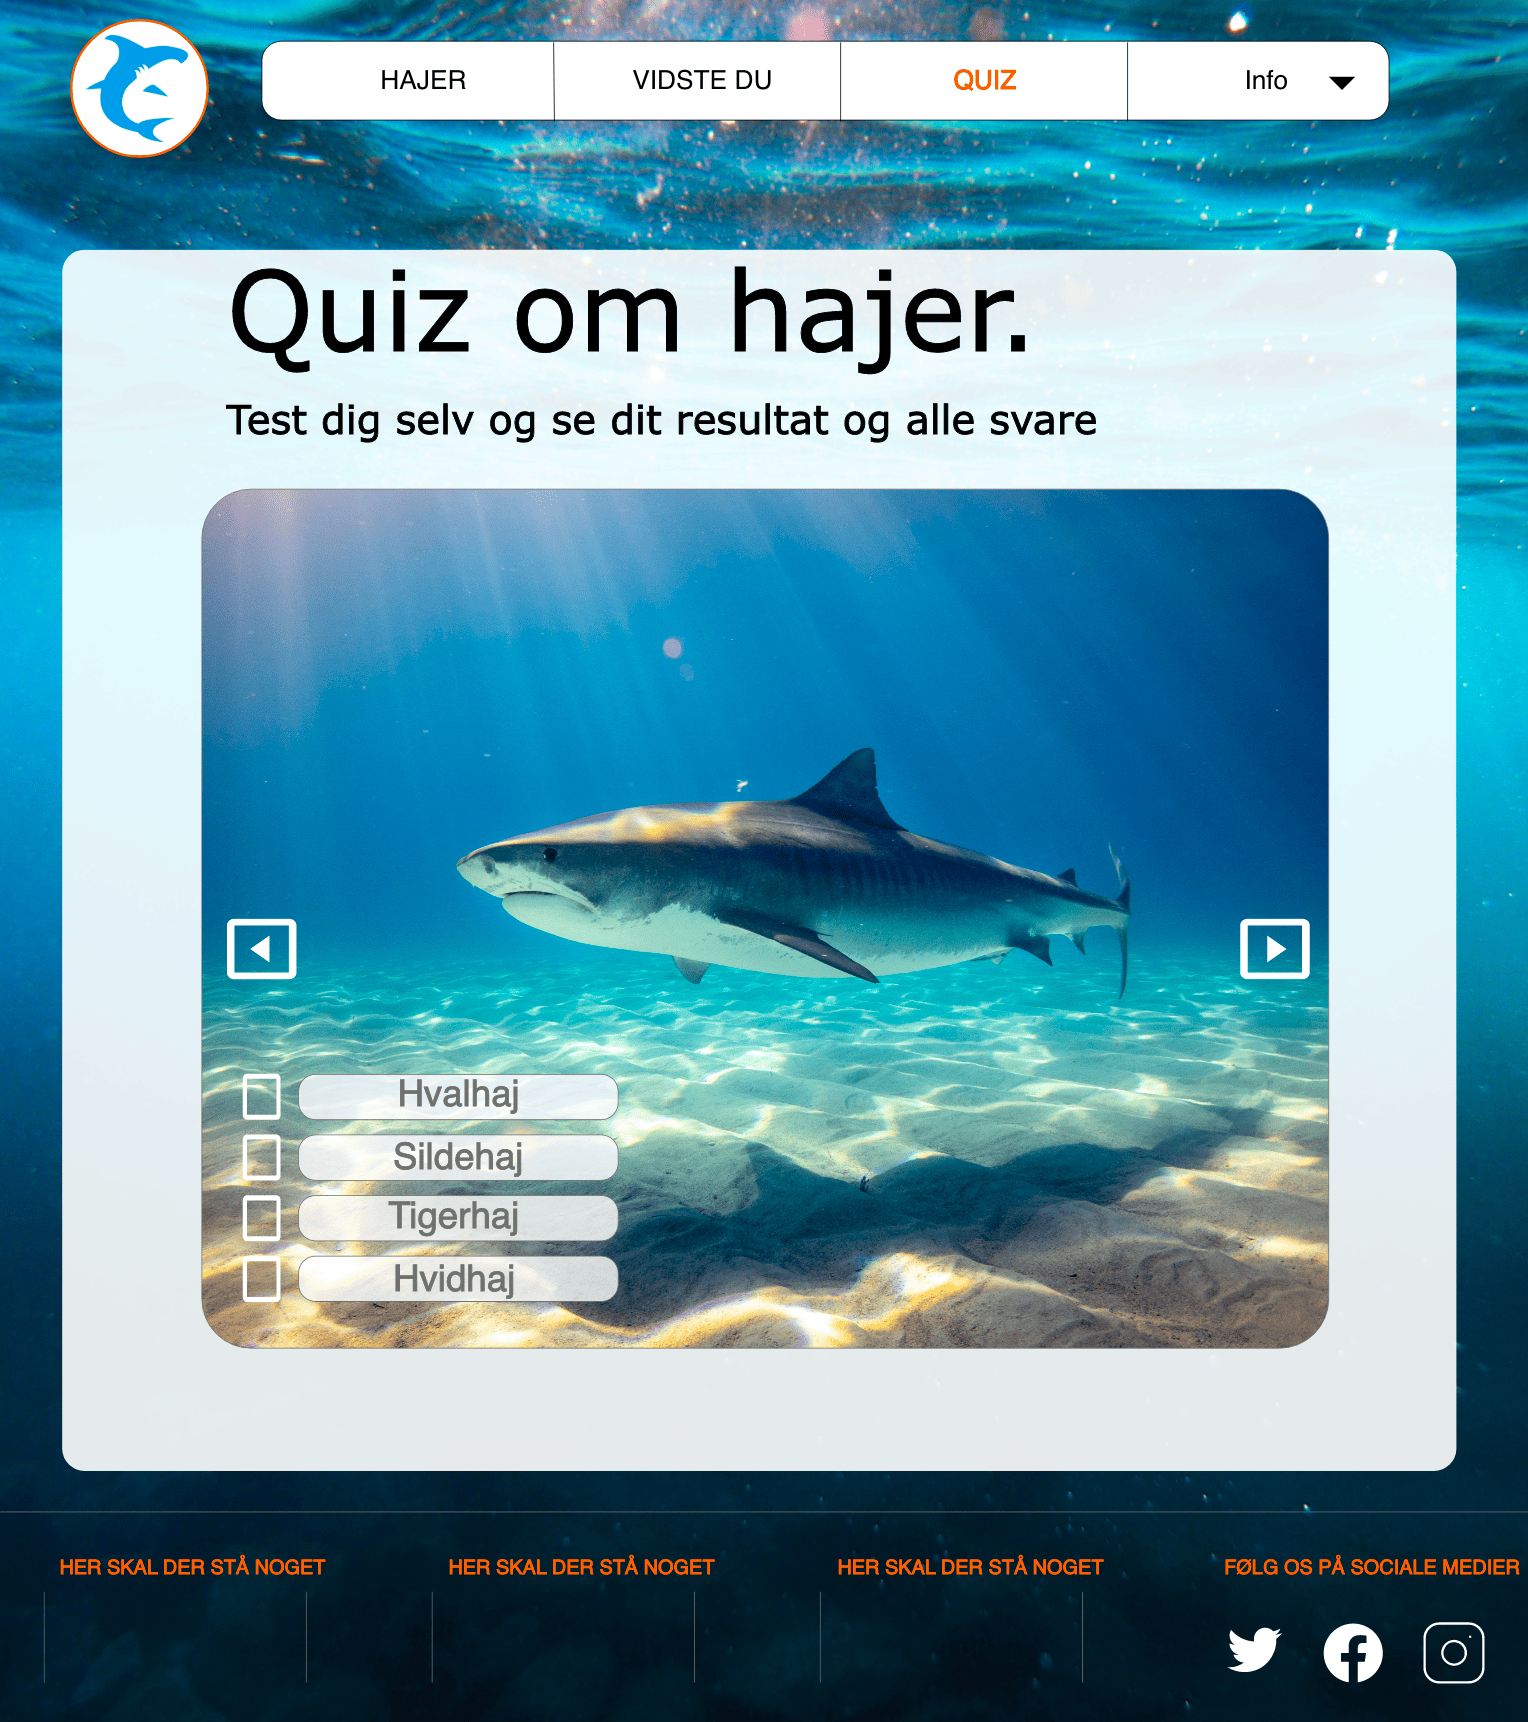 HAJER
VIDSTE DU
QUIZ
Info
Quiz om hajer.
Test dig selv og se dit resultat og alle svare
Hvalhaj
Sildehaj
Tigerhaj
Hvidhaj
HER SKAL DER STÅ NOGET
HER SKAL DER STÅ NOGET
HER SKAL DER STÅ NOGET
FØLG OS PÅ SOCIALE MEDIER